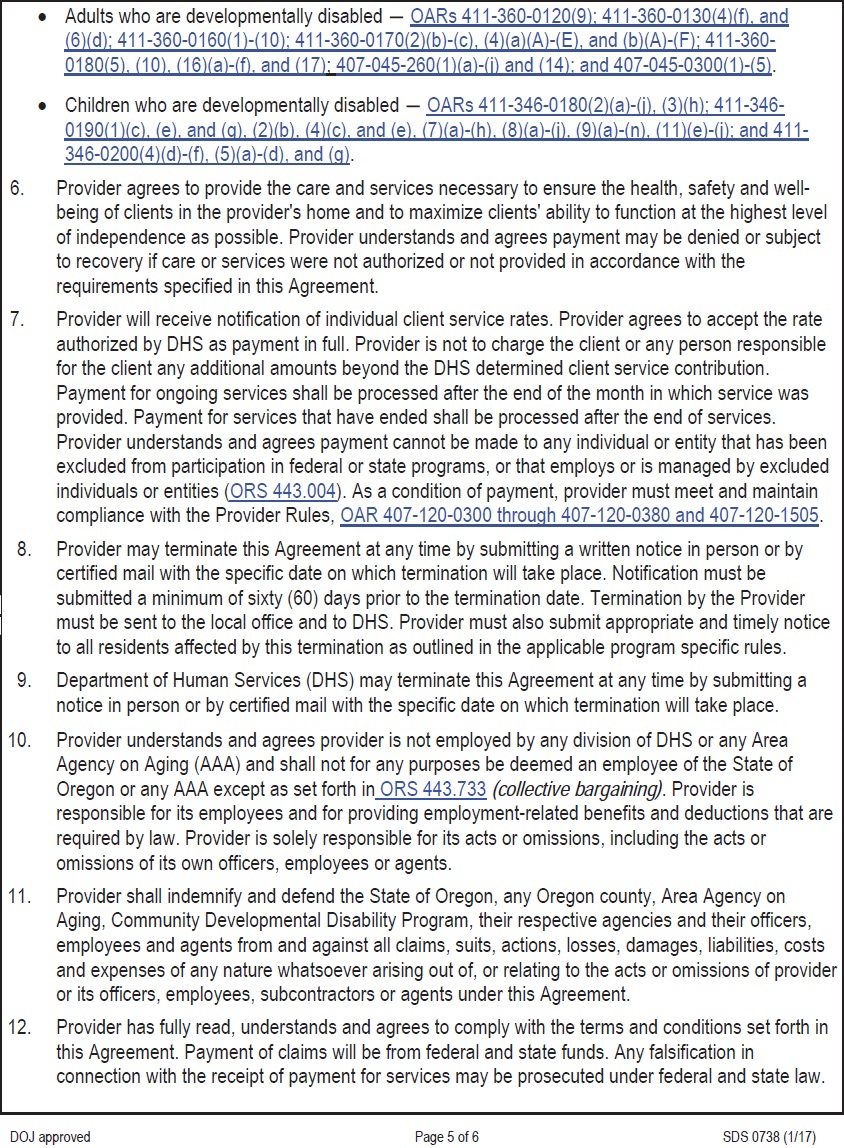 • Adults who are developmentally disabled — OARs 411-360-0120(9); 411-360-0130(4)(f), and
(6)(d); 411-360-0160(1)-(10); 411-360-0170(2)(b)-(c), (4)(a)(A)-(E), and (b)(A)-(F); 411-360-
0180(5), (10), (16)(a)-(f), and (17); 407-045-260(1)(a)-(j) and (14); and 407-045-0300(1)-(5).
• Children who are developmentally disabled — OARs 411-346-0180(2)(a)-(j), (3)(h); 411-346-
0190(1)(c), (e), and (g), (2)(b), (4)(c), and (e), (7)(a)-(h), (8)(a)-(i), (9)(a)-(n), (11)(e)-(j); and 411-
346-0200(4)(d)-(f), (5)(a)-(d), and (g).
6. Provider agrees to provide the care and services necessary to ensure the health, safety and well-
being of clients in the provider's home and to maximize clients' ability to function at the highest level
of independence as possible. Provider understands and agrees payment may be denied or subject
to recovery if care or services were not authorized or not provided in accordance with the
requirements specified in this Agreement.
7. Provider will receive notification of individual client service rates. Provider agrees to accept the rate
authorized by DHS as payment in full. Provider is not to charge the client or any person responsible
for the client any additional amounts beyond the DHS determined client service contribution.
Payment for ongoing services shall be processed after the end of the month in which service was
provided. Payment for services that have ended shall be processed after the end of services.
Provider understands and agrees payment cannot be made to any individual or entity that has been
excluded from participation in federal or state programs, or that employs or is managed by excluded
individuals or entities (ORS 443.004). As a condition of payment, provider must meet and maintain
compliance with the Provider Rules, OAR 407-120-0300 through 407-120-0380 and 407-120-1505.
8. Provider may terminate this Agreement at any time by submitting a written notice in person or by
certified mail with the specific date on which termination will take place. Notification must be
submitted a minimum of sixty (60) days prior to the termination date. Termination by the Provider
must be sent to the local office and to DHS. Provider must also submit appropriate and timely notice
to all residents affected by this termination as outlined in the applicable program specific rules.
9. Department of Human Services (DHS) may terminate this Agreement at any time by submitting a
notice in person or by certified mail with the specific date on which termination will take place.
10. Provider understands and agrees provider is not employed by any division of DHS or any Area
Agency on Aging (AAA) and shall not for any purposes be deemed an employee of the State of
Oregon or any AAA except as set forth in ORS 443.733 (collective bargaining). Provider is
responsible for its employees and for providing employment-related benefits and deductions that are
required by law. Provider is solely responsible for its acts or omissions, including the acts or
omissions of its own officers, employees or agents.
11. Provider shall indemnify and defend the State of Oregon, any Oregon county, Area Agency on
Aging, Community Developmental Disability Program, their respective agencies and their officers,
employees and agents from and against all claims, suits, actions, losses, damages, liabilities, costs
and expenses of any nature whatsoever arising out of, or relating to the acts or omissions of provider
or its officers, employees, subcontractors or agents under this Agreement.
12. Provider has fully read, understands and agrees to comply with the terms and conditions set forth in
this Agreement. Payment of claims will be from federal and state funds. Any falsification in
connection with the receipt of payment for services may be prosecuted under federal and state law.
DOJ approved Page 5 of 6 SDS 0738 (1/17)